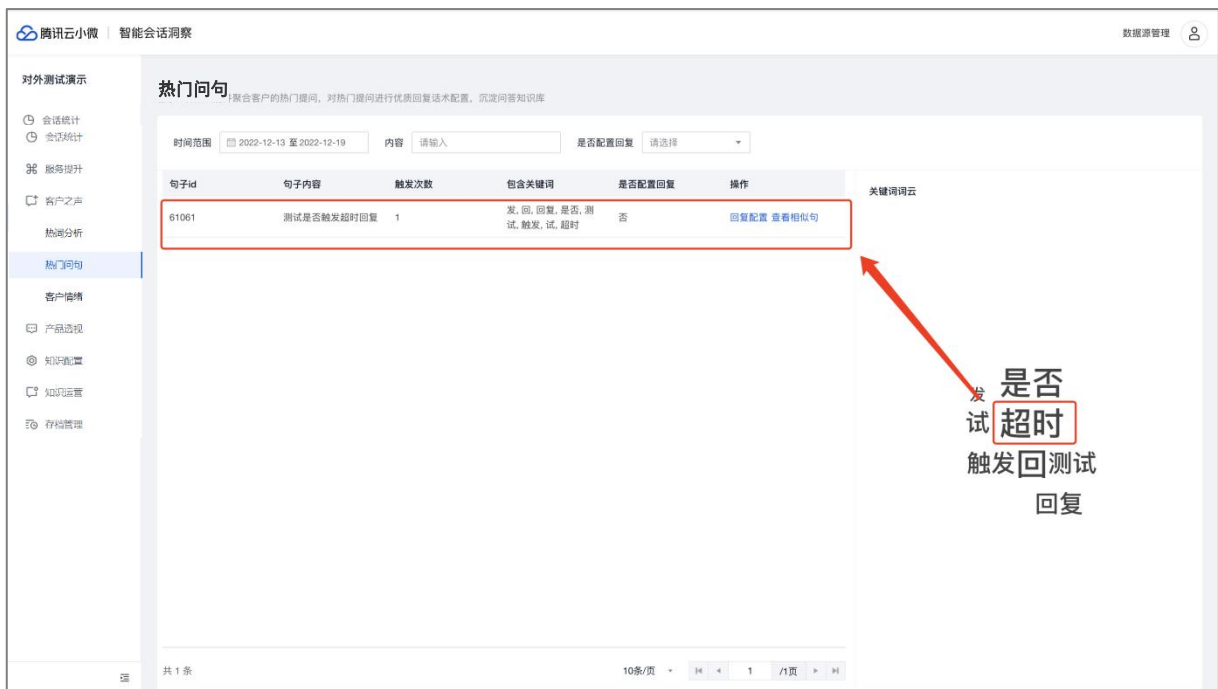 腾讯云小微 智能会话洞察 数据源管理
对外测试演示
会话统计
会话统计
服务提升
客户之声
热词分析
热门问句
客户情绪
产品透视
知识配置
知识运营
存档管理
热门问句
聚合客户的热门提问，对热门提问进行优质回复话术配置，沉淀问答知识库
时间范围 2022-12-13 至 2022-12-19 内容 请输入 是否配置回复 请选择
句子id 句子内容 触发次数 包含关键词 是否配置回复 操作
61061 测试是否触发超时回复 1 发, 回, 回复, 是否, 测 否 回复配置 查看相似句
试, 触发, 试, 超时
关键词词云
发 是否
试 超时
触发 回 测试
回复
共 1 条 10条/页 1 /1页